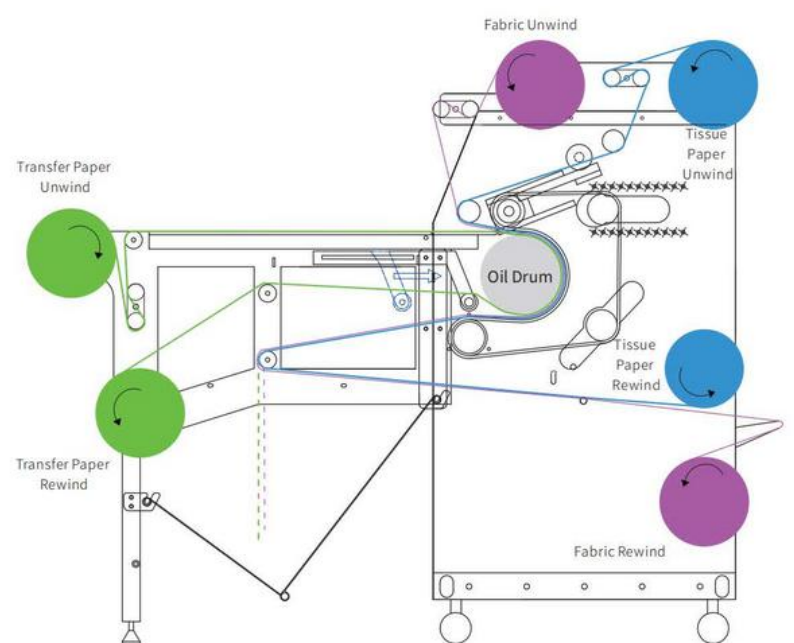 Fabric Unwind
Tissue
Paper
Unwind
Transfer Paper
Unwind
Oil Drum
Tissue
Paper
Rewind
Transfer Paper
Rewind
Fabric Rewind